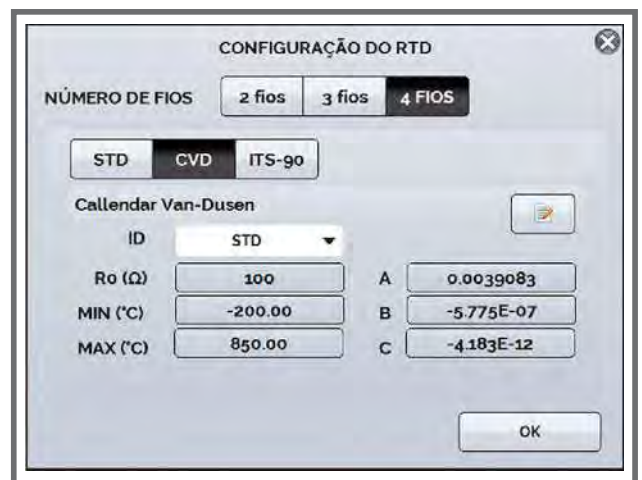 CONFIGURAÇÃO DO RTD
NÚMERO DE FIOS 2 fios 3 fios 4 FIOS
STD CVD ITS-90
Callendar Van-Dusen
ID STD
Ro (Ω) 100 A 0.0039083
MIN (°C) -200.00 B -5.775E-07
MAX (°C) 850.00 C -4.183E-12
OK